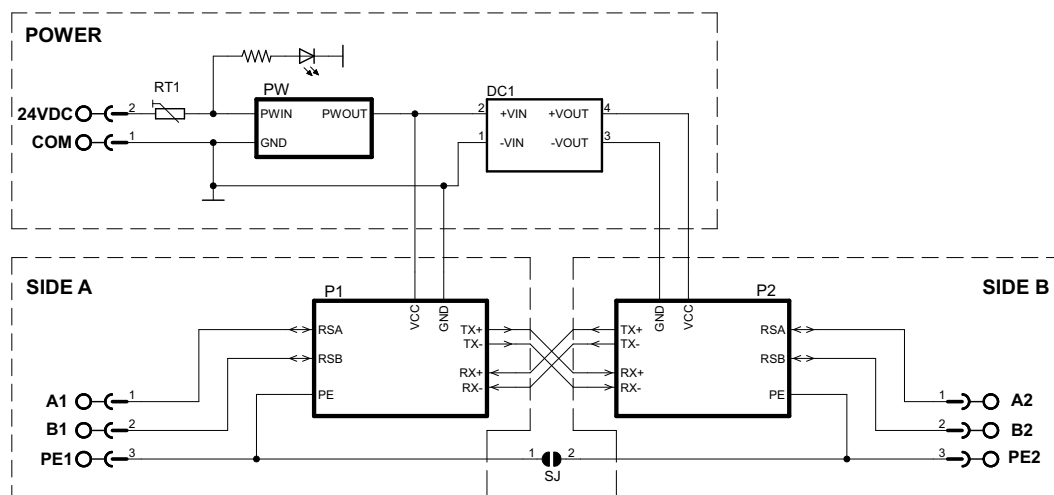 POWER
RT1
PW
DC1
24VDC 2 PWIN PWOUT 2 +VIN +VOUT 4
COM 1 GND 1 -VIN -VOUT 3
SIDE A
SIDE B
P1
P2
VCC GND
GND VCC
RSA TX+ TX+ RSA
TX- TX-
RSB RSB
RX+ RX+
RX- RX-
PE PE
A1 1 1 A2
B1 2 2 B2
PE1 3 1 2 3 PE2
SJ